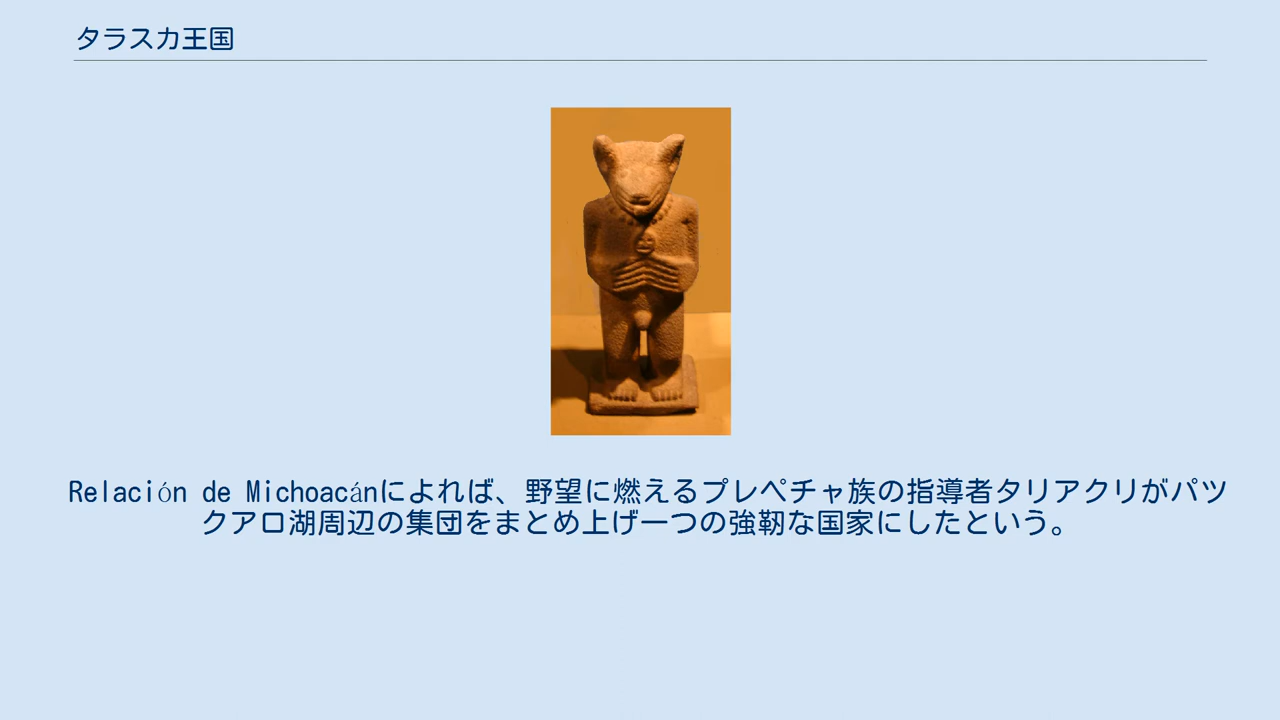 タラスカ王国
Relación de Michoacánによれば、野望に燃えるプレペチャ族の指導者タリアクリがパツ
クアロ湖周辺の集団をまとめ上げ一つの強靭な国家にしたという。